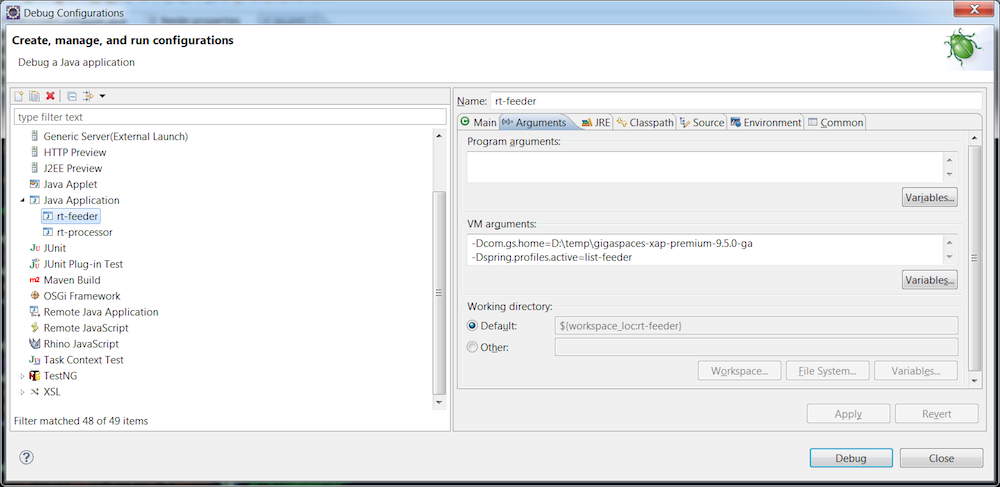 Debug Configurations
Create, manage, and run configurations
Debug a Java application
type filter text
Generic Server(External Launch)
HTTP Preview
J2EE Preview
Java Applet
Java Application
rt-feeder
rt-processor
JUnit
JUnit Plug-in Test
Maven Build
OSGi Framework
Remote Java Application
Remote JavaScript
Rhino JavaScript
Task Context Test
TestNG
XSL
Filter matched 48 of 49 items
Name: rt-feeder
Main Arguments JRE Classpath Source Environment Common
Program arguments:
Variables...
VM arguments:
-Dcom.gs.home=D:\temp\gigaspaces-xap-premium-9.5.0-ga
-Dspring.profiles.active=list-feeder
Variables...
Working directory:
Default: ${workspace_loc:rt-feeder}
Other:
Workspace... File System... Variables...
Apply Revert
Debug Close